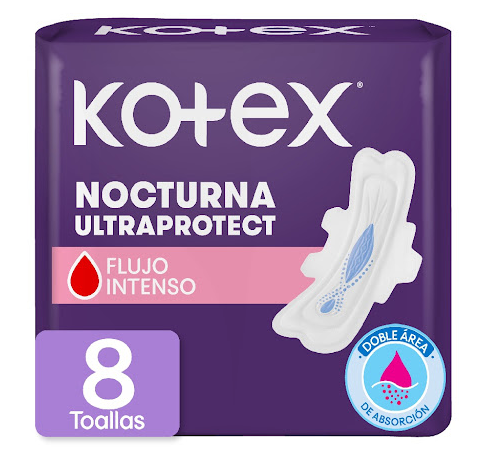 Kotex®
NOCTURNA
ULTRAPROTECT
FLUJO
INTENSO
8
Toallas
DOBLE ÁREA
DE ABSORCIÓN